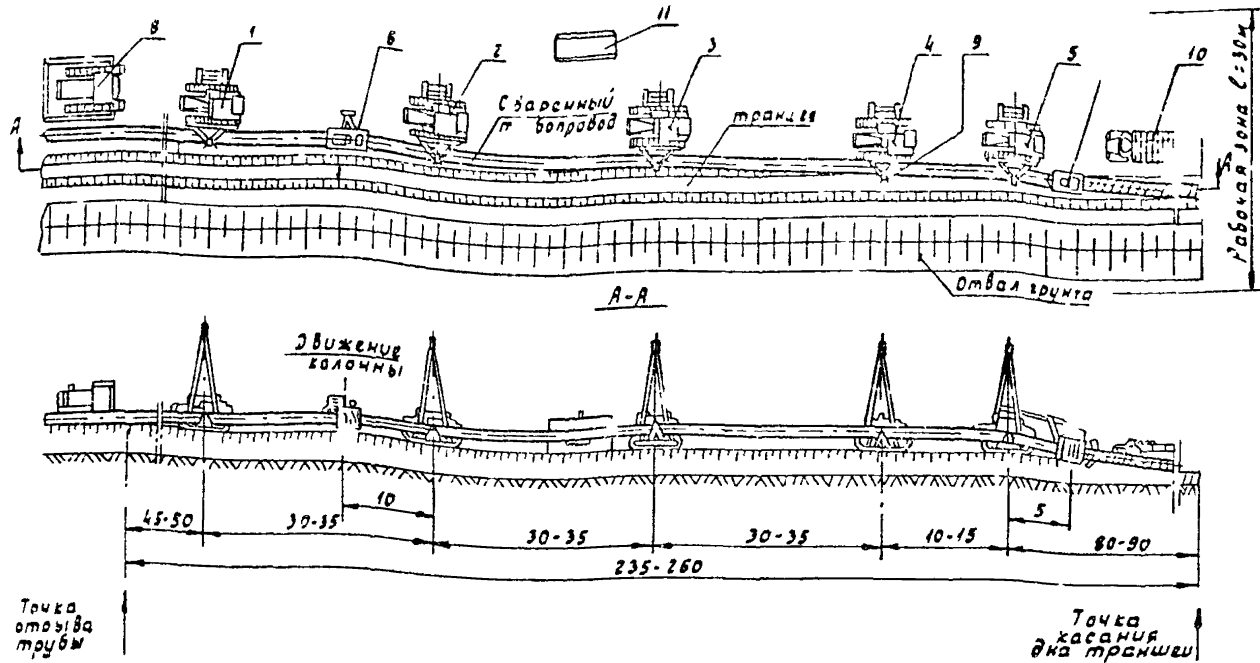 8
1
6
2
11
3
4
9
5
10
Сваренный
т бопровод
траншея
Рабочая зона ℓ=30м
А
А
Отвал грунта
А-А
Движение
колонны
10
5
45-50
30-35
30-35
30-35
10-15
80-90
235-260
Точка
отрыва
трубы
Точка
касания
дна траншеи